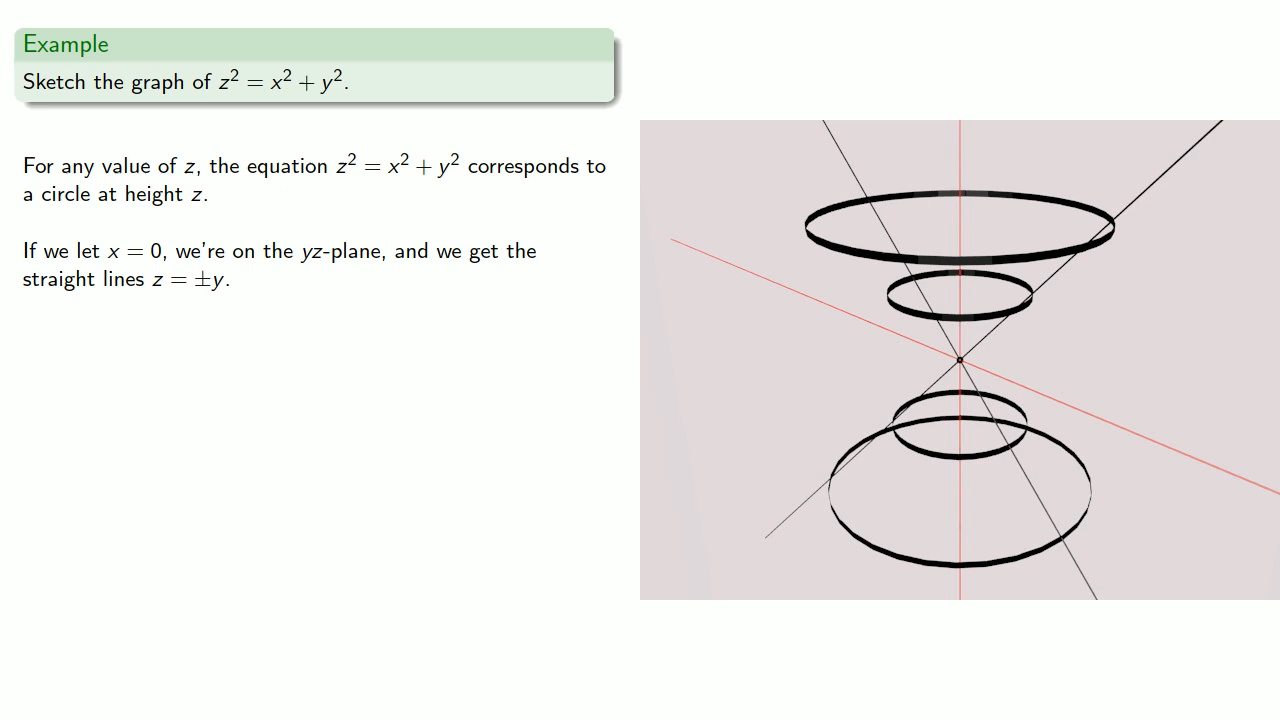 Example
Sketch the graph of z² = x² + y².
For any value of z, the equation z² = x² + y² corresponds to
a circle at height z.
If we let x = 0, we're on the yz-plane, and we get the
straight lines z = ±y.